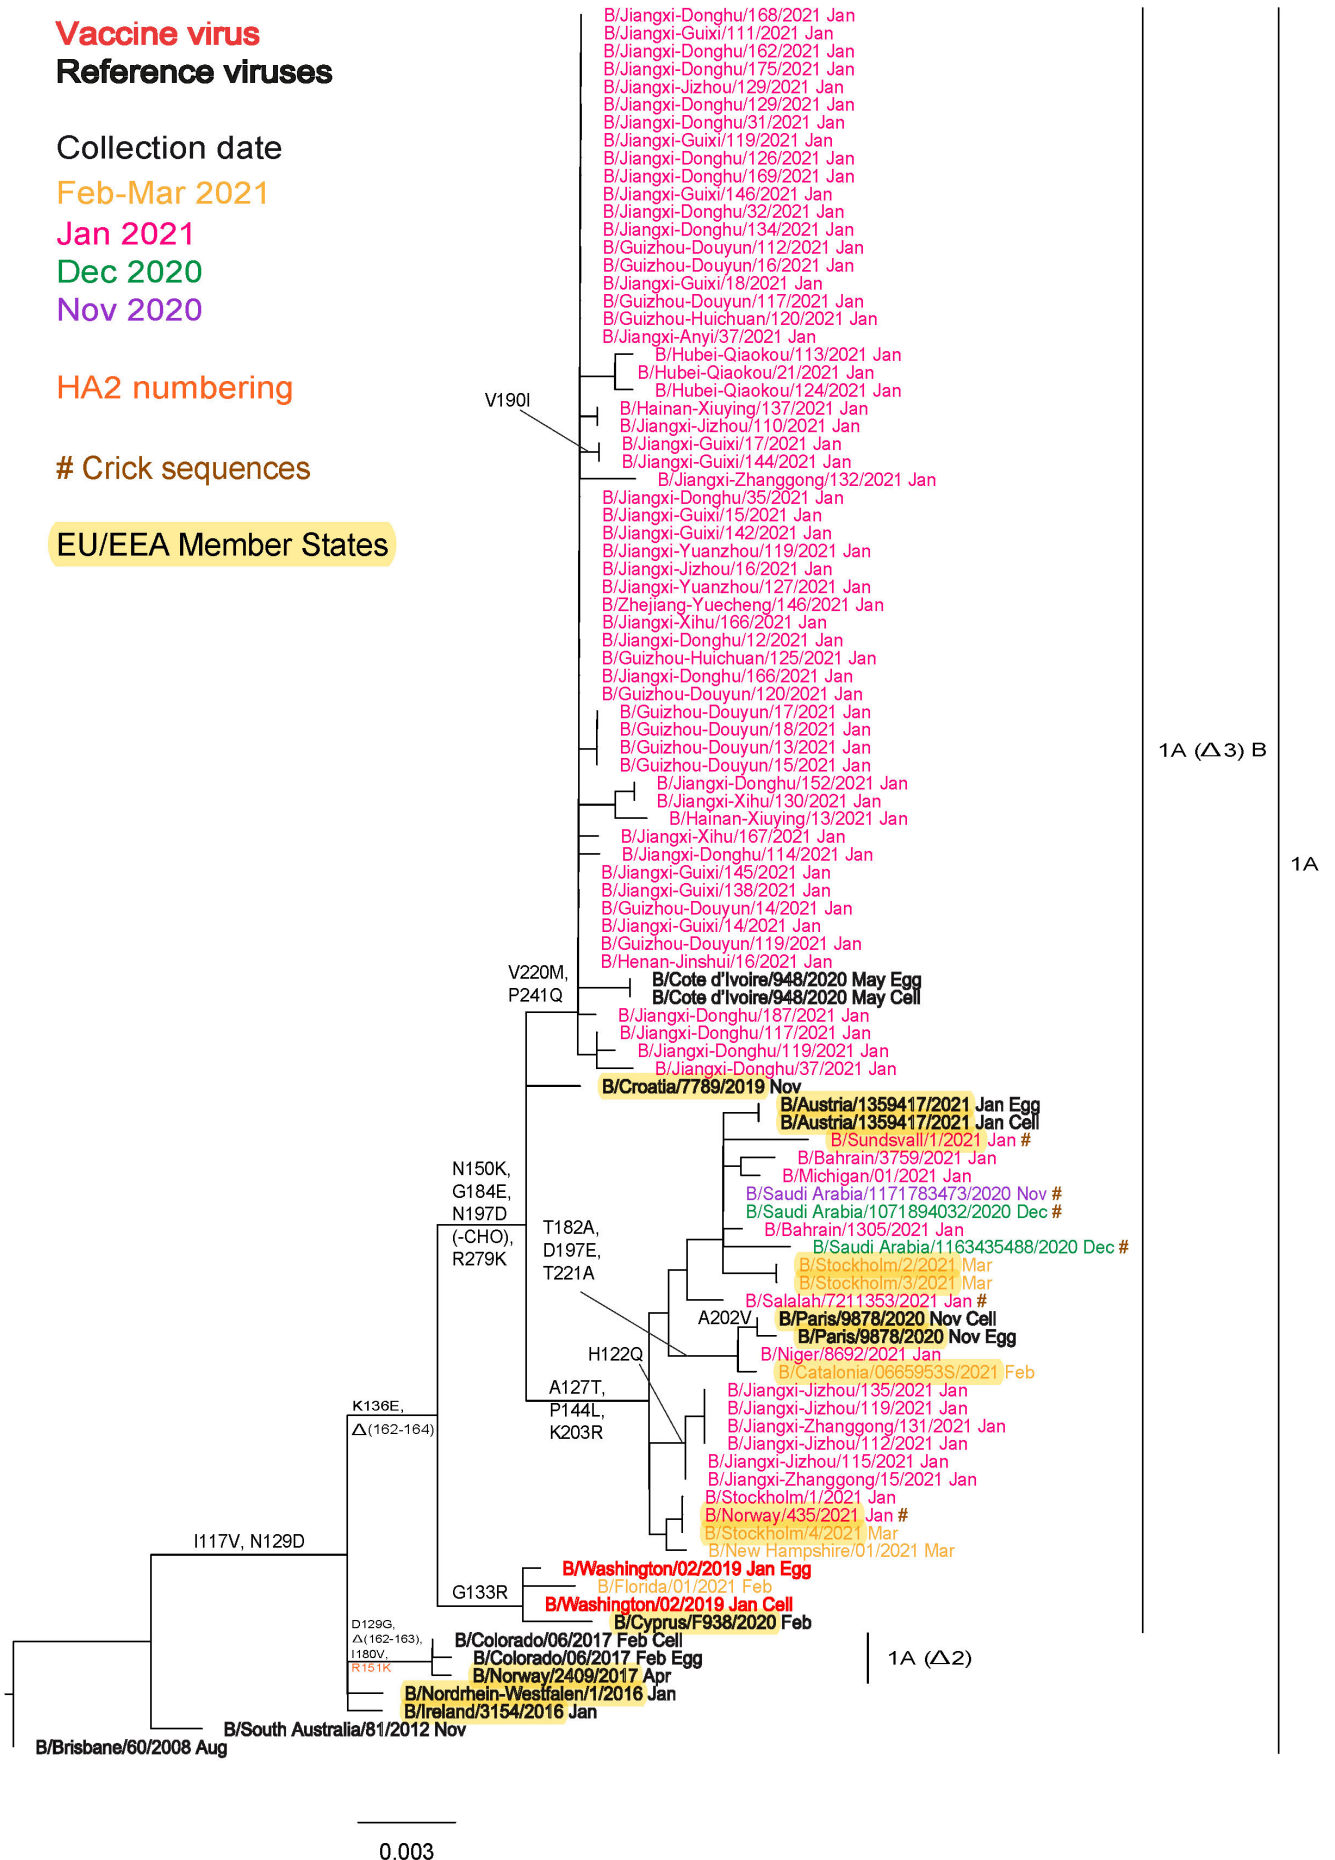 Vaccine virus
Reference viruses
Collection date
Feb-Mar 2021
Jan 2021
Dec 2020
Nov 2020
HA2 numbering
# Crick sequences
EU/EEA Member States
B/Jiangxi-Donghu/168/2021 Jan
B/Jiangxi-Guixi/111/2021 Jan
B/Jiangxi-Donghu/162/2021 Jan
B/Jiangxi-Donghu/175/2021 Jan
B/Jiangxi-Jizhou/129/2021 Jan
B/Jiangxi-Donghu/129/2021 Jan
B/Jiangxi-Donghu/31/2021 Jan
B/Jiangxi-Guixi/119/2021 Jan
B/Jiangxi-Donghu/126/2021 Jan
B/Jiangxi-Donghu/169/2021 Jan
B/Jiangxi-Guixi/146/2021 Jan
B/Jiangxi-Donghu/32/2021 Jan
B/Jiangxi-Donghu/134/2021 Jan
B/Guizhou-Douyun/112/2021 Jan
B/Guizhou-Douyun/16/2021 Jan
B/Jiangxi-Guixi/18/2021 Jan
B/Guizhou-Douyun/117/2021 Jan
B/Guizhou-Huichuan/120/2021 Jan
B/Jiangxi-Anyi/37/2021 Jan
B/Hubei-Qiaokou/113/2021 Jan
B/Hubei-Qiaokou/21/2021 Jan
B/Hubei-Qiaokou/124/2021 Jan
V190I
B/Hainan-Xiuying/137/2021 Jan
B/Jiangxi-Jizhou/110/2021 Jan
B/Jiangxi-Guixi/17/2021 Jan
B/Jiangxi-Guixi/144/2021 Jan
B/Jiangxi-Zhanggong/132/2021 Jan
B/Jiangxi-Donghu/35/2021 Jan
B/Jiangxi-Guixi/15/2021 Jan
B/Jiangxi-Guixi/142/2021 Jan
B/Jiangxi-Yuanzhou/119/2021 Jan
B/Jiangxi-Jizhou/16/2021 Jan
B/Jiangxi-Yuanzhou/127/2021 Jan
B/Zhejiang-Yuecheng/146/2021 Jan
B/Jiangxi-Xihu/166/2021 Jan
B/Jiangxi-Donghu/12/2021 Jan
B/Guizhou-Huichuan/125/2021 Jan
B/Jiangxi-Donghu/166/2021 Jan
B/Guizhou-Douyun/120/2021 Jan
B/Guizhou-Douyun/17/2021 Jan
B/Guizhou-Douyun/18/2021 Jan
B/Guizhou-Douyun/13/2021 Jan
B/Guizhou-Douyun/15/2021 Jan
1A (Δ3) B
B/Jiangxi-Donghu/152/2021 Jan
B/Jiangxi-Xihu/130/2021 Jan
B/Hainan-Xiuying/13/2021 Jan
B/Jiangxi-Xihu/167/2021 Jan
B/Jiangxi-Donghu/114/2021 Jan
1A
B/Jiangxi-Guixi/145/2021 Jan
B/Jiangxi-Guixi/138/2021 Jan
B/Guizhou-Douyun/14/2021 Jan
B/Jiangxi-Guixi/14/2021 Jan
B/Guizhou-Douyun/119/2021 Jan
B/Henan-Jinshui/16/2021 Jan
V220M,
P241Q
B/Cote d'Ivoire/948/2020 May Egg
B/Cote d'Ivoire/948/2020 May Cell
B/Jiangxi-Donghu/187/2021 Jan
B/Jiangxi-Donghu/117/2021 Jan
B/Jiangxi-Donghu/119/2021 Jan
B/Jiangxi-Donghu/37/2021 Jan
B/Croatia/7789/2019 Nov
B/Austria/1359417/2021 Jan Egg
B/Austria/1359417/2021 Jan Cell
B/Sundsvall/1/2021 Jan #
B/Bahrain/3759/2021 Jan
B/Michigan/01/2021 Jan
N150K,
G184E,
N197D
(-CHO),
R279K
B/Saudi Arabia/1171783473/2020 Nov #
B/Saudi Arabia/1071894032/2020 Dec #
B/Bahrain/1305/2021 Jan
B/Saudi Arabia/1163435488/2020 Dec #
T182A,
D197E,
T221A
B/Stockholm/2/2021 Mar
B/Stockholm/3/2021 Mar
B/Salalah/7211353/2021 Jan #
A202V
B/Paris/9878/2020 Nov Cell
B/Paris/9878/2020 Nov Egg
H122Q
B/Niger/8692/2021 Jan
B/Catalonia/0665953S/2021 Feb
A127T,
P144L,
K203R
B/Jiangxi-Jizhou/135/2021 Jan
B/Jiangxi-Jizhou/119/2021 Jan
B/Jiangxi-Zhanggong/131/2021 Jan
B/Jiangxi-Jizhou/112/2021 Jan
B/Jiangxi-Jizhou/115/2021 Jan
B/Jiangxi-Zhanggong/15/2021 Jan
K136E,
Δ(162-164)
B/Stockholm/1/2021 Jan
B/Norway/435/2021 Jan #
B/Stockholm/4/2021 Mar
B/New Hampshire/01/2021 Mar
I117V, N129D
G133R
B/Washington/02/2019 Jan Egg
B/Florida/01/2021 Feb
B/Washington/02/2019 Jan Cell
B/Cyprus/F938/2020 Feb
D129G,
Δ(162-163),
I180V,
R151K
B/Colorado/06/2017 Feb Cell
B/Colorado/06/2017 Feb Egg
B/Norway/2409/2017 Apr
1A (Δ2)
B/Nordrhein-Westfalen/1/2016 Jan
B/Ireland/3154/2016 Jan
B/South Australia/81/2012 Nov
B/Brisbane/60/2008 Aug
0.003